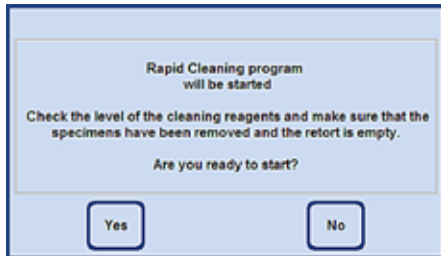 Rapid Cleaning program
will be started
Check the level of the cleaning reagents and make sure that the
specimens have been removed and the retort is empty.
Are you ready to start?
Yes
No